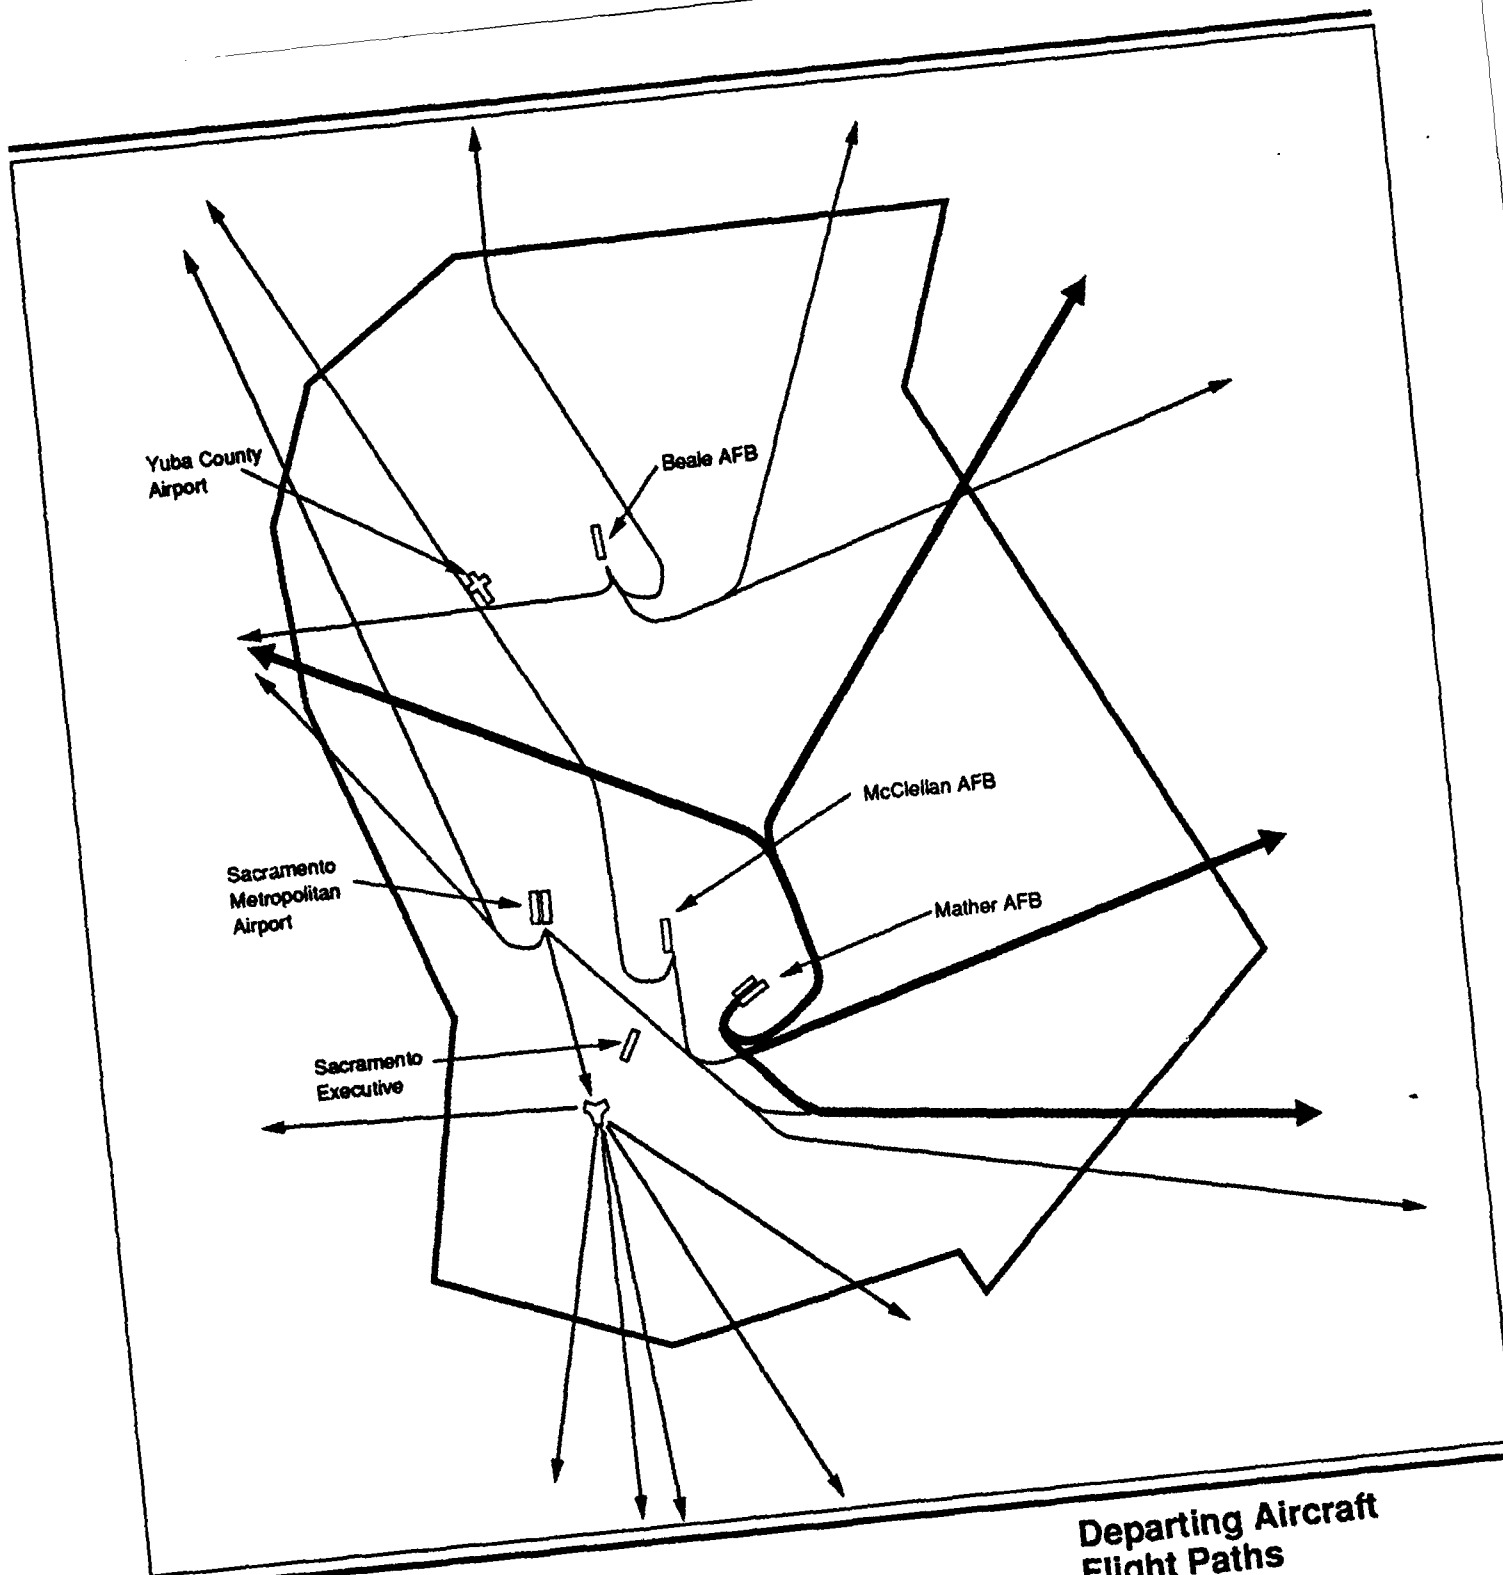 Beale AFB
Yuba County
Airport
McClellan AFB
Sacramento
Metropolitan
Airport
Mather AFB
Sacramento
Executive
Departing Aircraft
Flight Paths